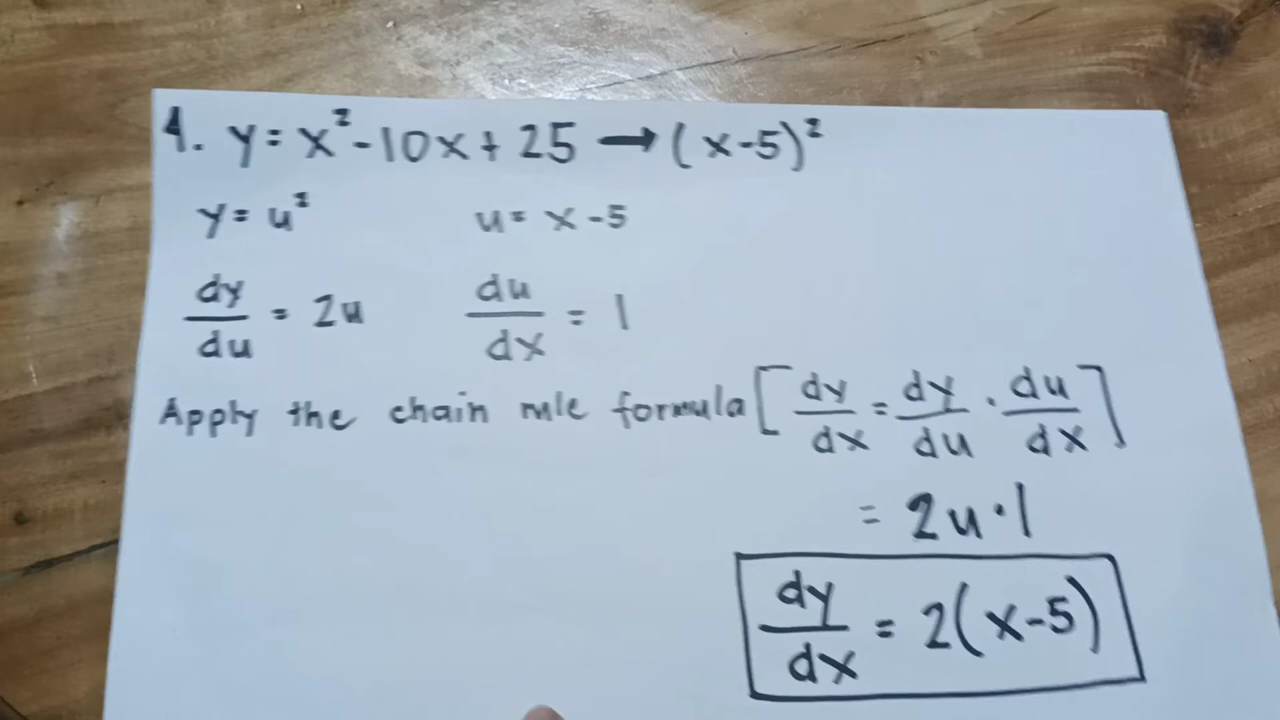 4. y = x² - 10x + 25 → (x-5)²
y = u² u = x - 5
dy/du = 2u du/dx = 1
Apply the chain rule formula [dy/dx = dy/du · du/dx]
= 2u · 1
dy/dx = 2(x-5)